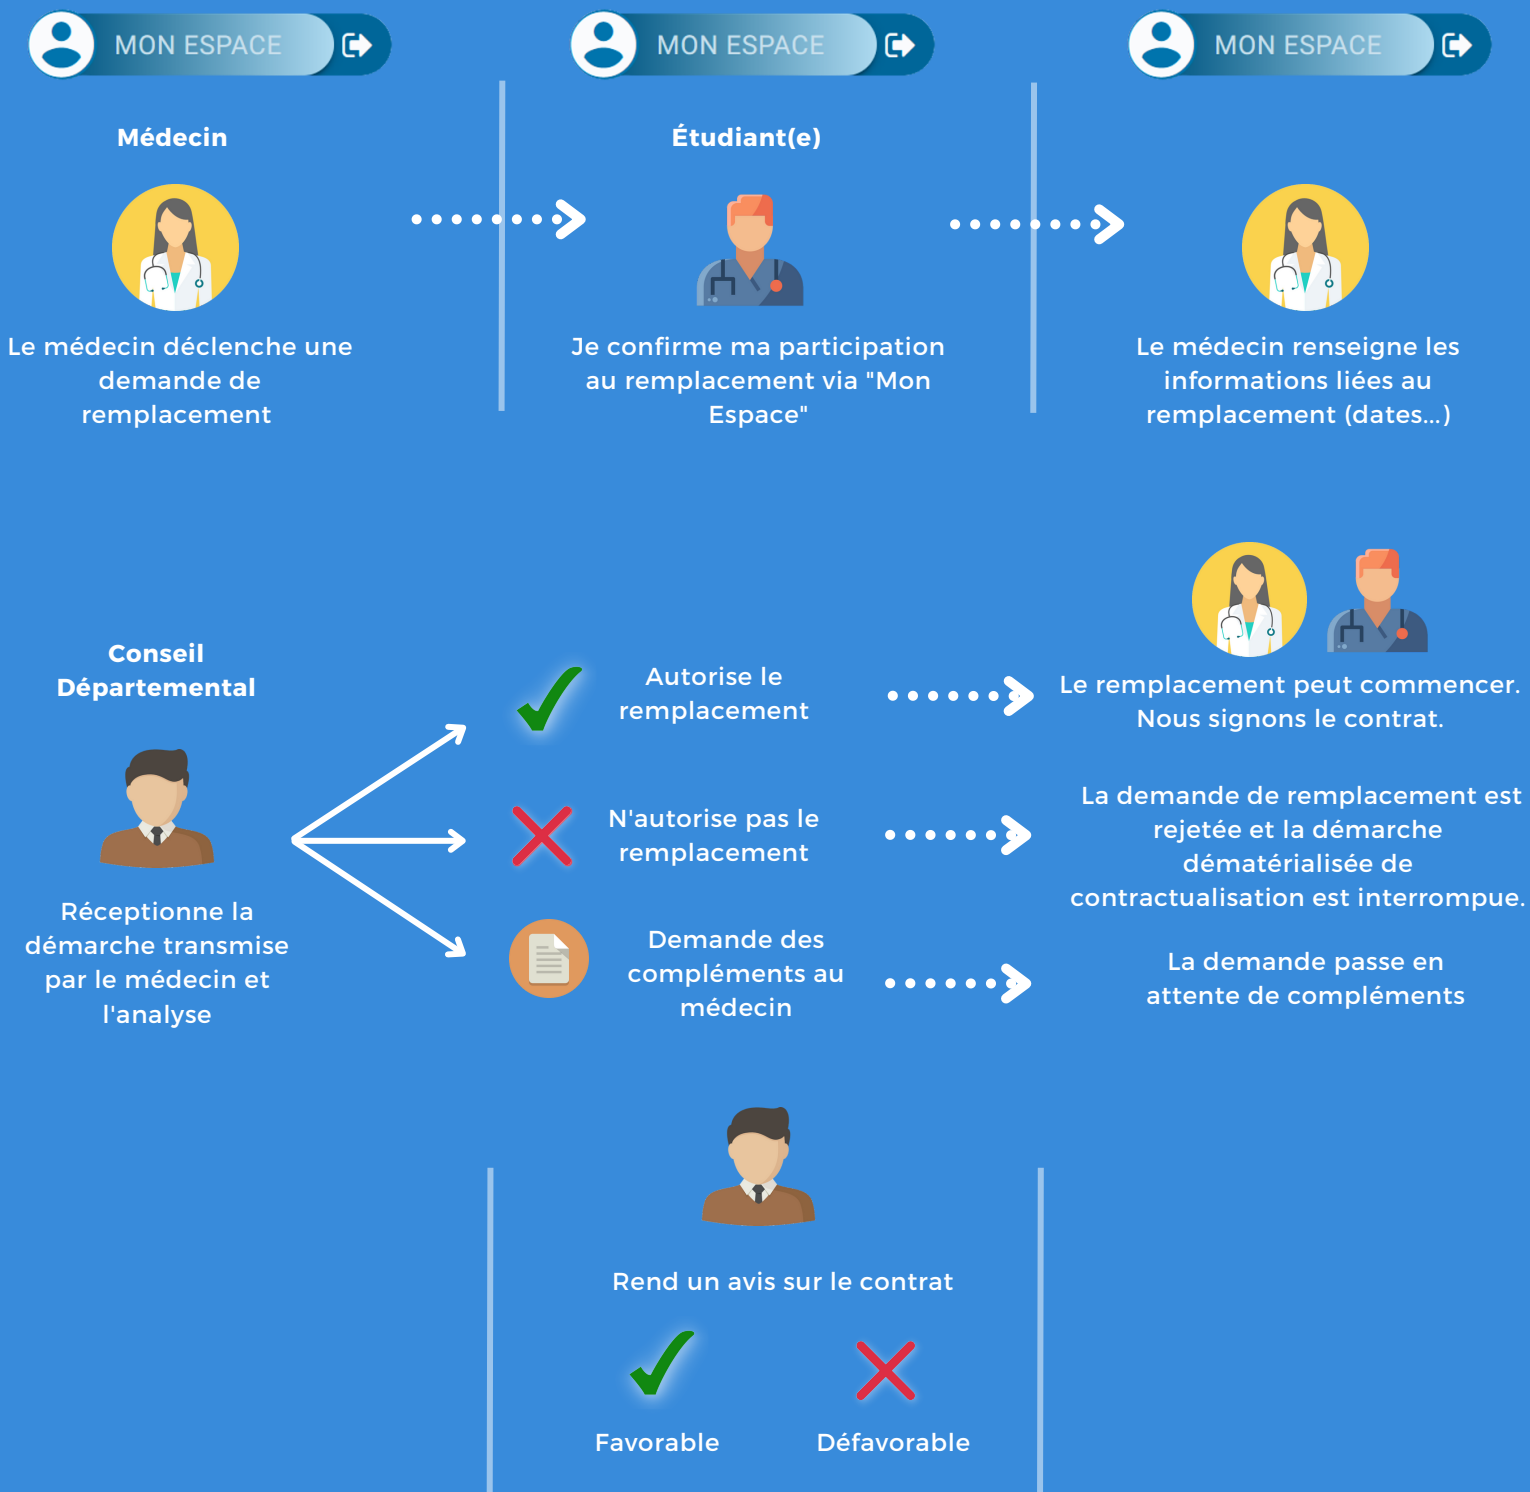 MON ESPACE
MON ESPACE
MON ESPACE
Médecin
Étudiant(e)
Le médecin déclenche une
demande de
remplacement
Je confirme ma participation
au remplacement via "Mon
Espace"
Le médecin renseigne les
informations liées au
remplacement (dates...)
Conseil
Départemental
Réceptionne la
démarche transmise
par le médecin et
l'analyse
Autorise le
remplacement
Le remplacement peut commencer.
Nous signons le contrat.
N'autorise pas le
remplacement
La demande de remplacement est
rejetée et la démarche
dématérialisée de
contractualisation est interrompue.
Demande des
compléments au
médecin
La demande passe en
attente de compléments
Rend un avis sur le contrat
Favorable
Défavorable